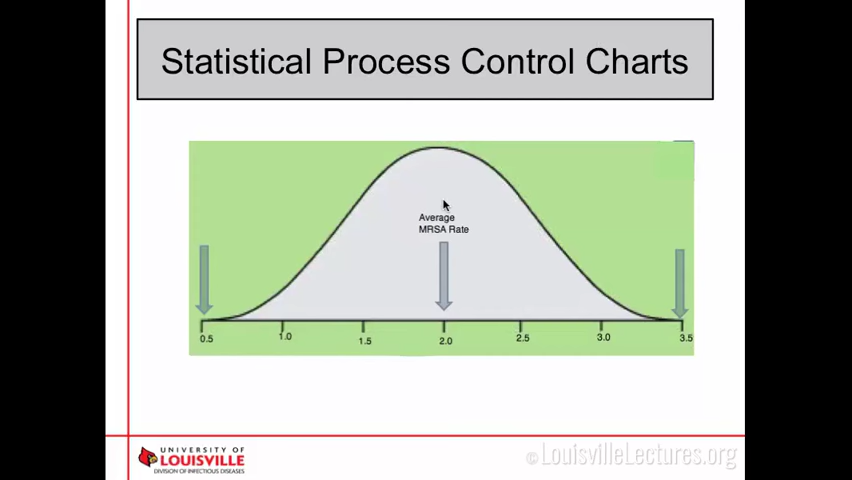 Statistical Process Control Charts
Average
MRSA Rate
0.5
1.0
1.5
2.0
2.5
3.0
3.5
UNIVERSITY OF
LOUISVILLE
DIVISION OF INFECTIOUS DISEASES
© LouisvilleLectures.org